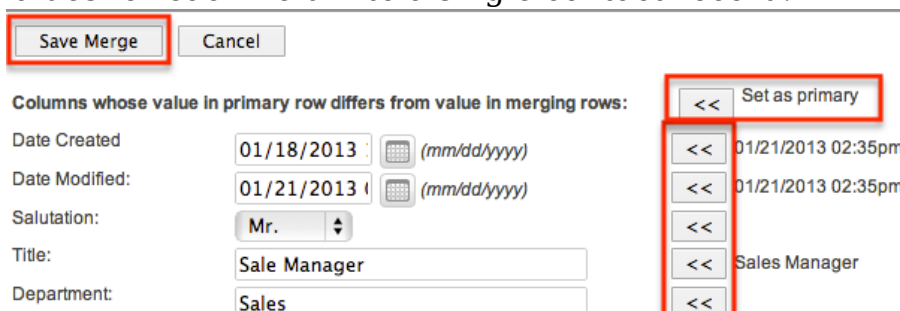 Save Merge Cancel
Columns whose value in primary row differs from value in merging rows: << Set as primary
Date Created 01/18/2013 (mm/dd/yyyy) << 01/21/2013 02:35pm
Date Modified: 01/21/2013 (mm/dd/yyyy) << 01/21/2013 02:35pm
Salutation: Mr. <<
Title: Sale Manager << Sales Manager
Department: Sales <<